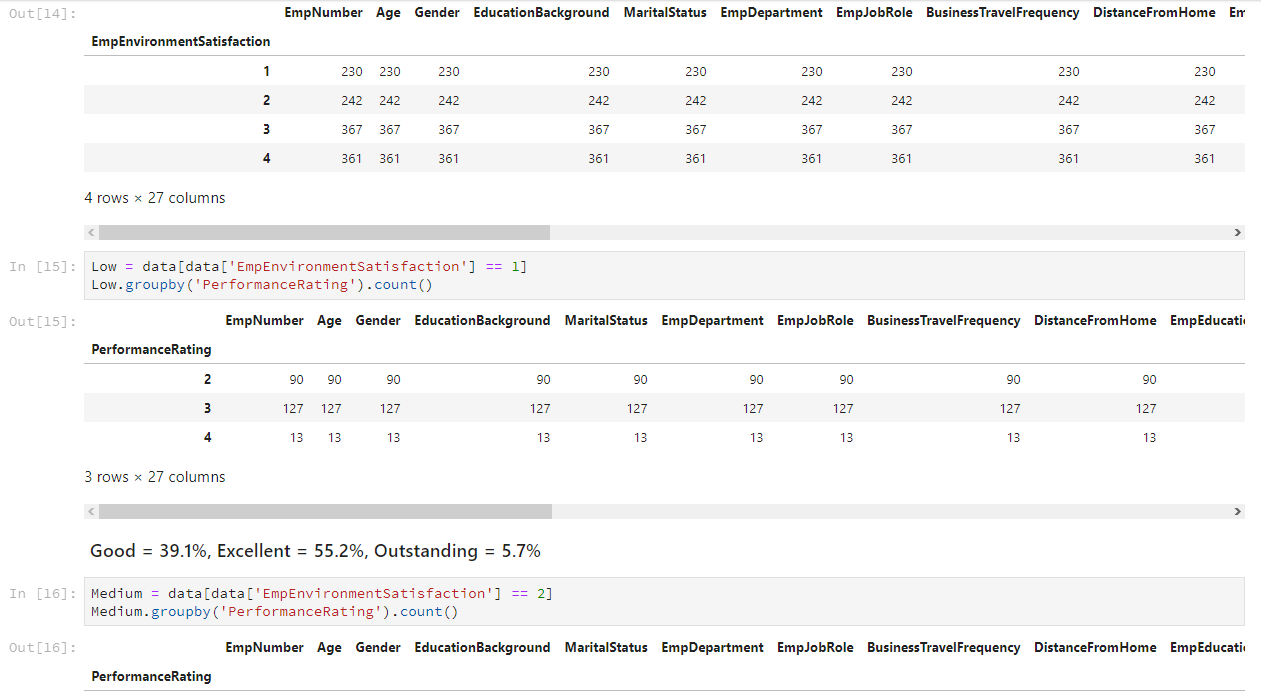 Out[14]: EmpNumber Age Gender EducationBackground MaritalStatus EmpDepartment EmpJobRole BusinessTravelFrequency DistanceFromHome Em
EmpEnvironmentSatisfaction
1 230 230 230 230 230 230 230 230 230
2 242 242 242 242 242 242 242 242 242
3 367 367 367 367 367 367 367 367 367
4 361 361 361 361 361 361 361 361 361
4 rows × 27 columns
In [15]: Low = data[data['EmpEnvironmentSatisfaction'] == 1]
Low.groupby('PerformanceRating').count()
Out[15]: EmpNumber Age Gender EducationBackground MaritalStatus EmpDepartment EmpJobRole BusinessTravelFrequency DistanceFromHome EmpEducati
PerformanceRating
2 90 90 90 90 90 90 90 90 90
3 127 127 127 127 127 127 127 127 127
4 13 13 13 13 13 13 13 13 13
3 rows × 27 columns
Good = 39.1%, Excellent = 55.2%, Outstanding = 5.7%
In [16]: Medium = data[data['EmpEnvironmentSatisfaction'] == 2]
Medium.groupby('PerformanceRating').count()
Out[16]: EmpNumber Age Gender EducationBackground MaritalStatus EmpDepartment EmpJobRole BusinessTravelFrequency DistanceFromHome EmpEducati
PerformanceRating